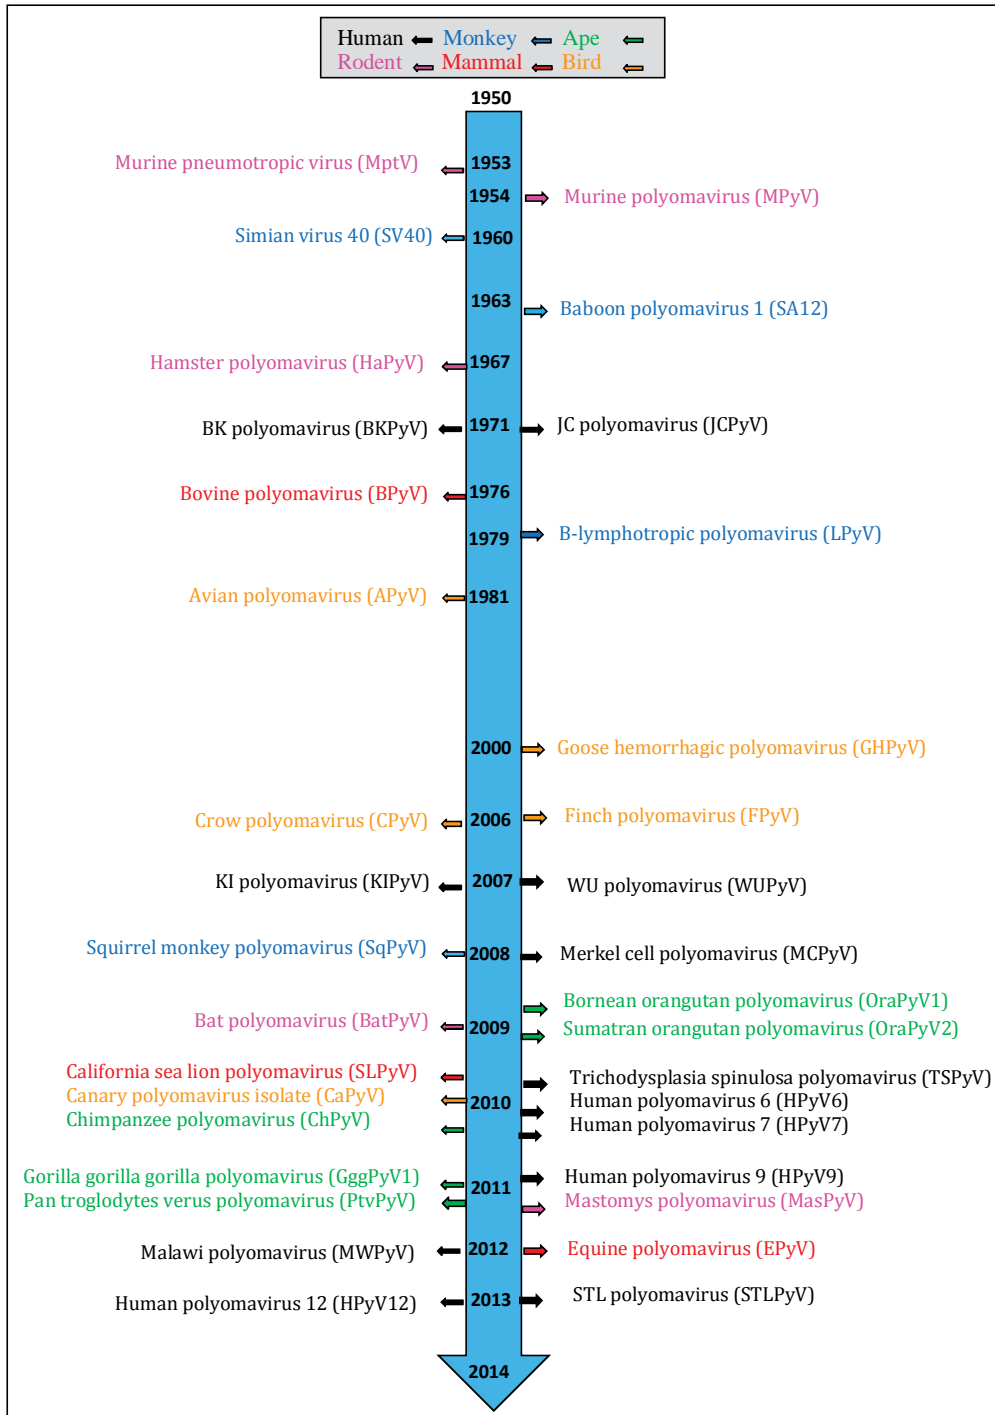 Human Monkey Ape
Rodent Mammal Bird
1950
Murine pneumotropic virus (MptV) 1953
1954 Murine polyomavirus (MPyV)
Simian virus 40 (SV40) 1960
1963 Baboon polyomavirus 1 (SA12)
Hamster polyomavirus (HaPyV) 1967
BK polyomavirus (BKPyV) 1971 JC polyomavirus (JCPyV)
Bovine polyomavirus (BPyV) 1976
1979 B-lymphotropic polyomavirus (LPyV)
Avian polyomavirus (APyV) 1981
2000 Goose hemorrhagic polyomavirus (GHPyV)
Crow polyomavirus (CPyV) 2006 Finch polyomavirus (FPyV)
KI polyomavirus (KIPyV) 2007 WU polyomavirus (WUPyV)
Squirrel monkey polyomavirus (SqPyV) 2008 Merkel cell polyomavirus (MCPyV)
Bornean orangutan polyomavirus (OraPyV1)
Bat polyomavirus (BatPyV) 2009 Sumatran orangutan polyomavirus (OraPyV2)
California sea lion polyomavirus (SLPyV) Trichodysplasia spinulosa polyomavirus (TSPyV)
Canary polyomavirus isolate (CaPyV) 2010 Human polyomavirus 6 (HPyV6)
Chimpanzee polyomavirus (ChPyV) Human polyomavirus 7 (HPyV7)
Gorilla gorilla gorilla polyomavirus (GggPyV1) 2011 Human polyomavirus 9 (HPyV9)
Pan troglodytes verus polyomavirus (PtvPyV) Mastomys polyomavirus (MasPyV)
Malawi polyomavirus (MWPyV) 2012 Equine polyomavirus (EPyV)
Human polyomavirus 12 (HPyV12) 2013 STL polyomavirus (STLPyV)
2014